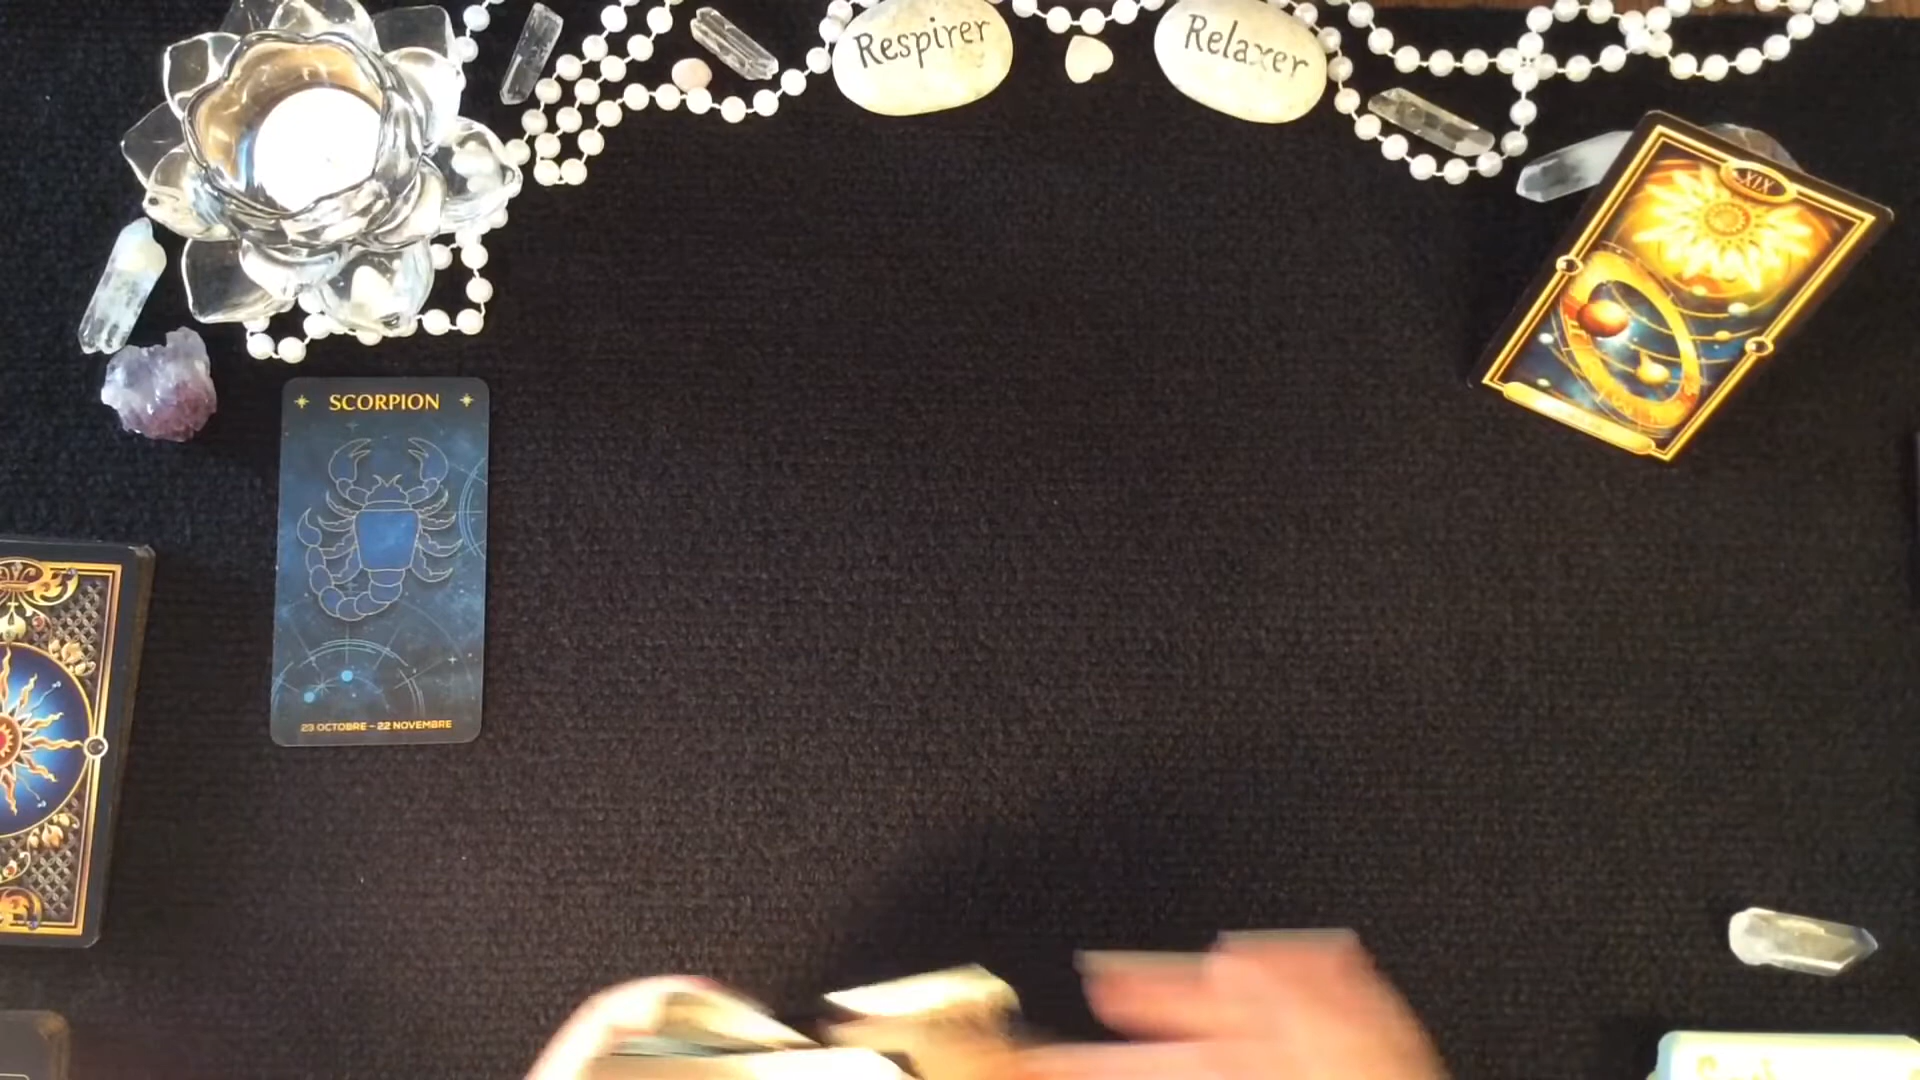 Respirer
Relaxer
XIX
SCORPION
23 OCTOBRE – 22 NOVEMBRE